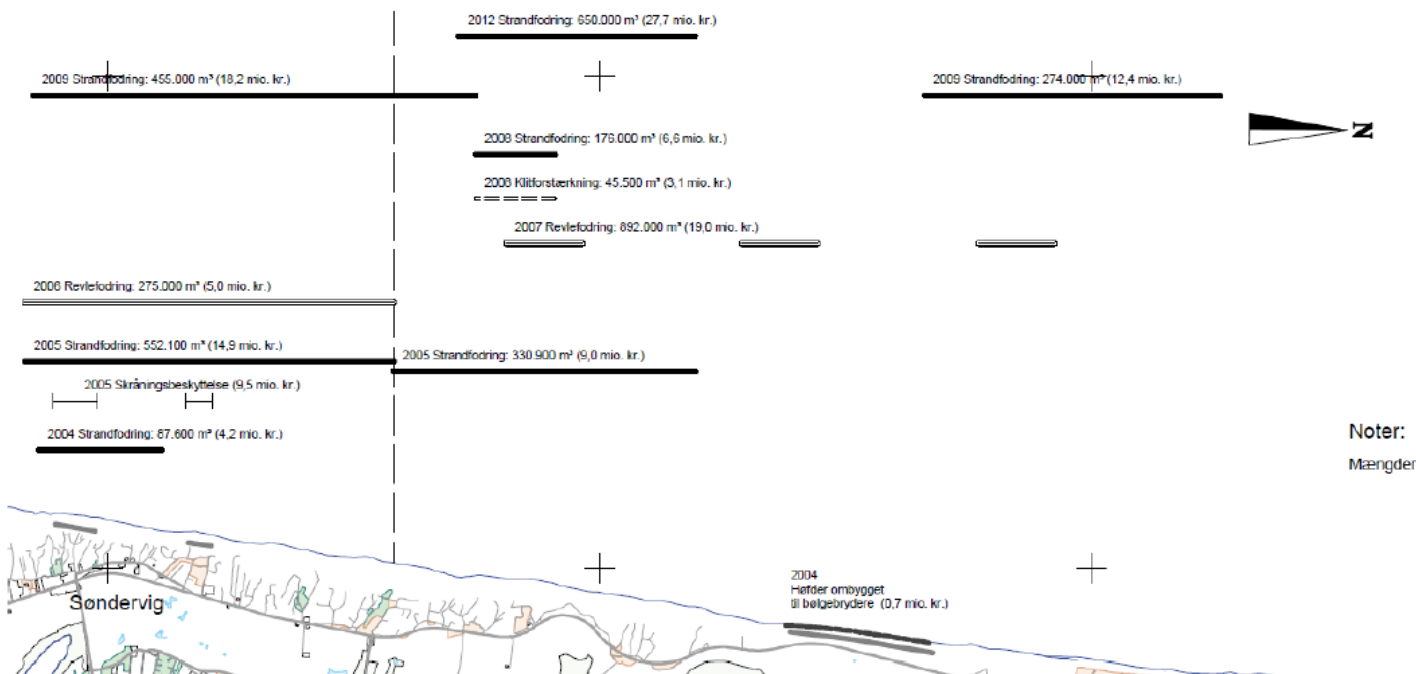 2012 Strandfodring: 650.000 m³ (27,7 mio. kr.)
2009 Strandfodring: 455.000 m³ (18,2 mio. kr.)
2009 Strandfodring: 274.000 m³ (12,4 mio. kr.)
N
2008 Strandfodring: 176.000 m³ (6,6 mio. kr.)
2008 Klitforstærkning: 45.500 m³ (3,1 mio. kr.)
2007 Revlefodring: 892.000 m³ (19,0 mio. kr.)
2006 Revlefodring: 275.000 m³ (5,0 mio. kr.)
2005 Strandfodring: 552.100 m³ (14,9 mio. kr.)
2005 Strandfodring: 330.900 m³ (9,0 mio. kr.)
2005 Skråningsbeskyttelse (9,5 mio. kr.)
2004 Strandfodring: 87.600 m³ (4,2 mio. kr.)
Noter:
Mængder
2004
Høfder ombygget
til bølgebrydere (0,7 mio. kr.)
Søndervig